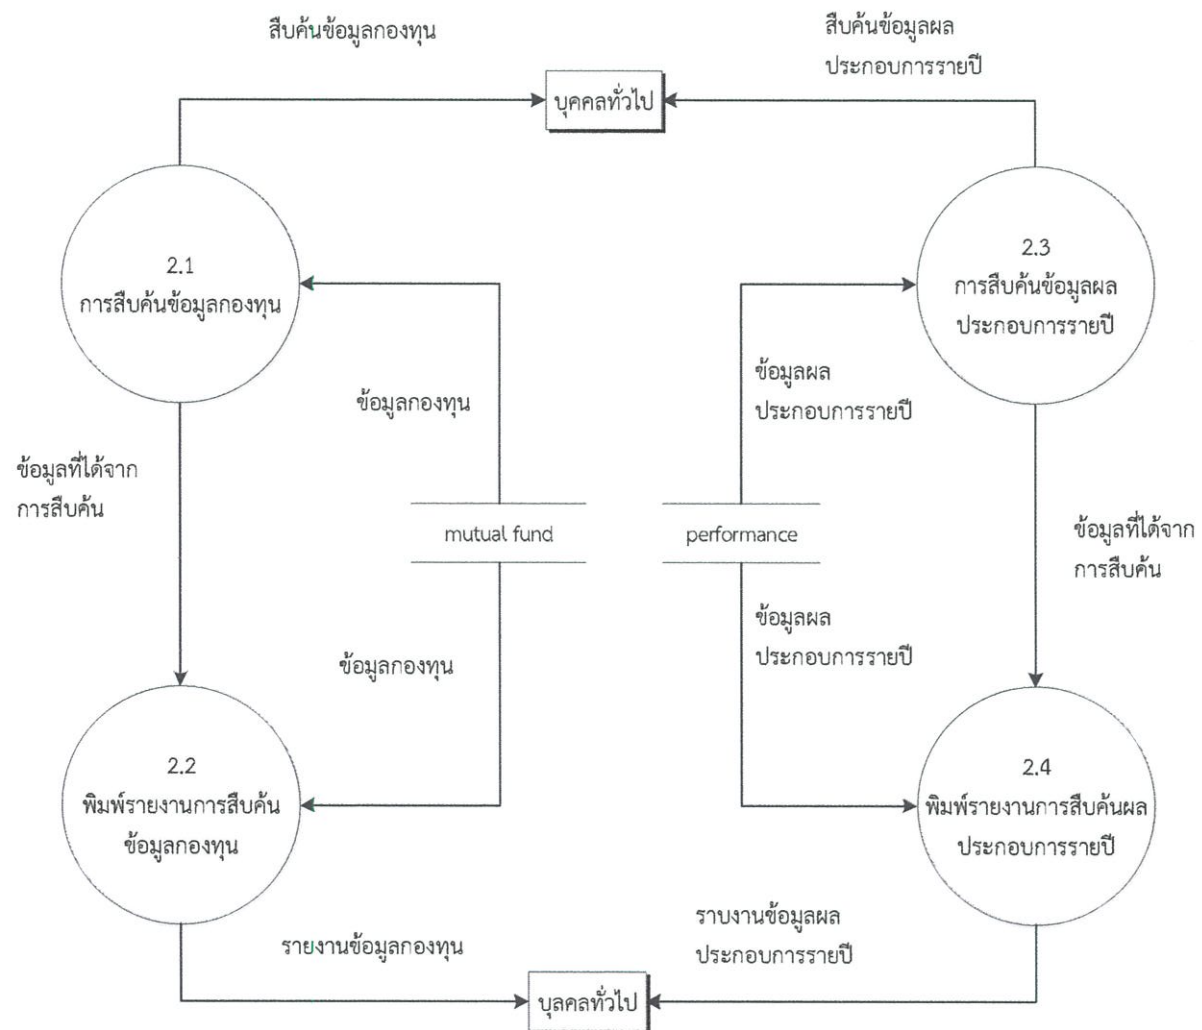 สืบค้นข้อมูลกองทุน
สืบค้นข้อมูลผล
ประกอบการรายปี
บุคคลทั่วไป
2.1
การสืบค้นข้อมูลกองทุน
2.3
การสืบค้นข้อมูลผล
ประกอบการรายปี
ข้อมูลกองทุน
ข้อมูลผล
ประกอบการรายปี
ข้อมูลที่ได้จาก
การสืบค้น
mutual fund
performance
ข้อมูลที่ได้จาก
การสืบค้น
ข้อมูลกองทุน
ข้อมูลผล
ประกอบการรายปี
2.2
พิมพ์รายงานการสืบค้น
ข้อมูลกองทุน
2.4
พิมพ์รายงานการสืบค้นผล
ประกอบการรายปี
รายงานข้อมูลกองทุน
ราบงานข้อมูลผล
ประกอบการรายปี
บุลคลทั่วไป